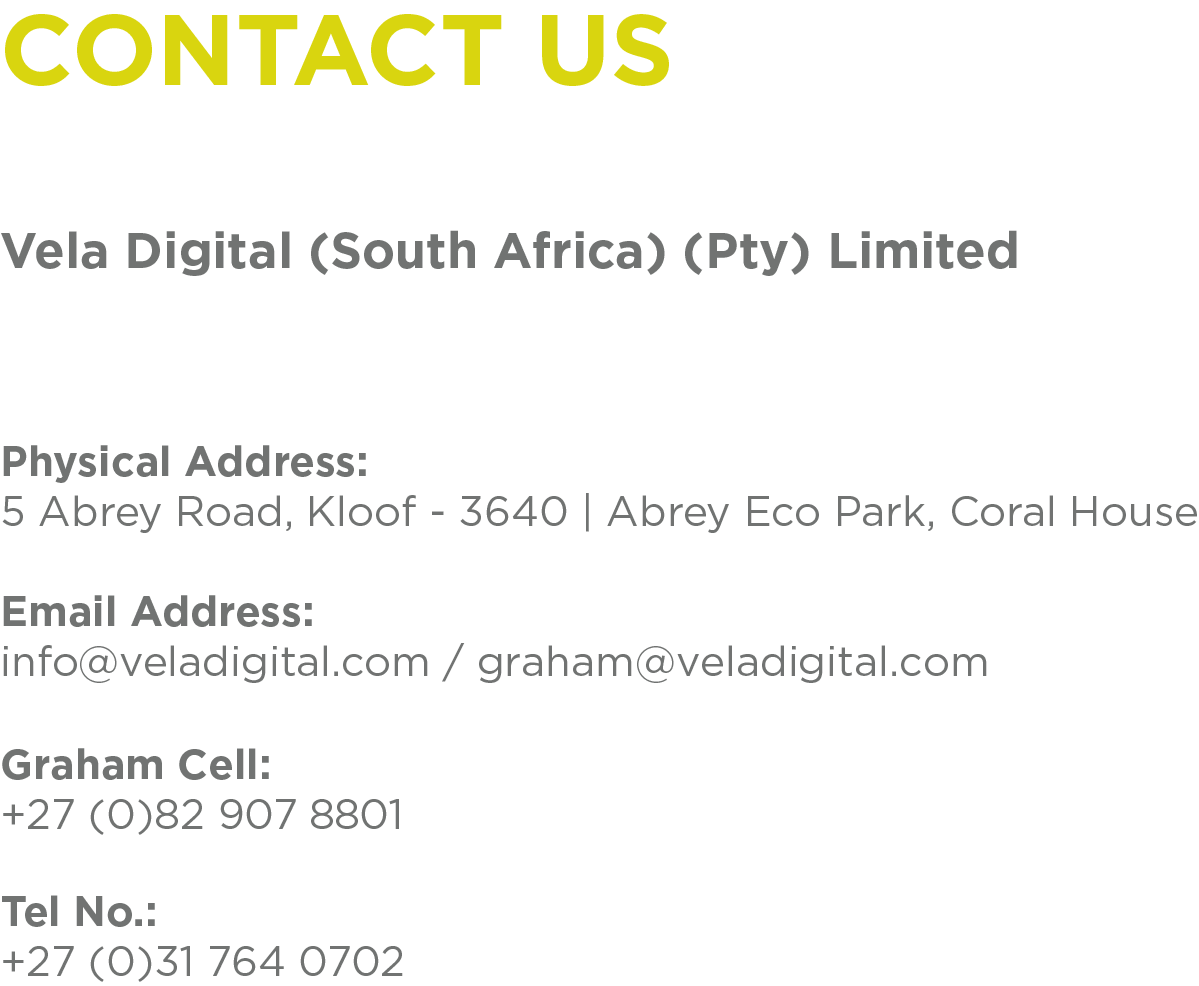 CONTACT US
Vela Digital (South Africa) (Pty) Limited
Physical Address:
5 Abrey Road, Kloof - 3640 | Abrey Eco Park, Coral House
Email Address:
info@veladigital.com / graham@veladigital.com
Graham Cell:
+27 (0)82 907 8801
Tel No.:
+27 (0)31 764 0702